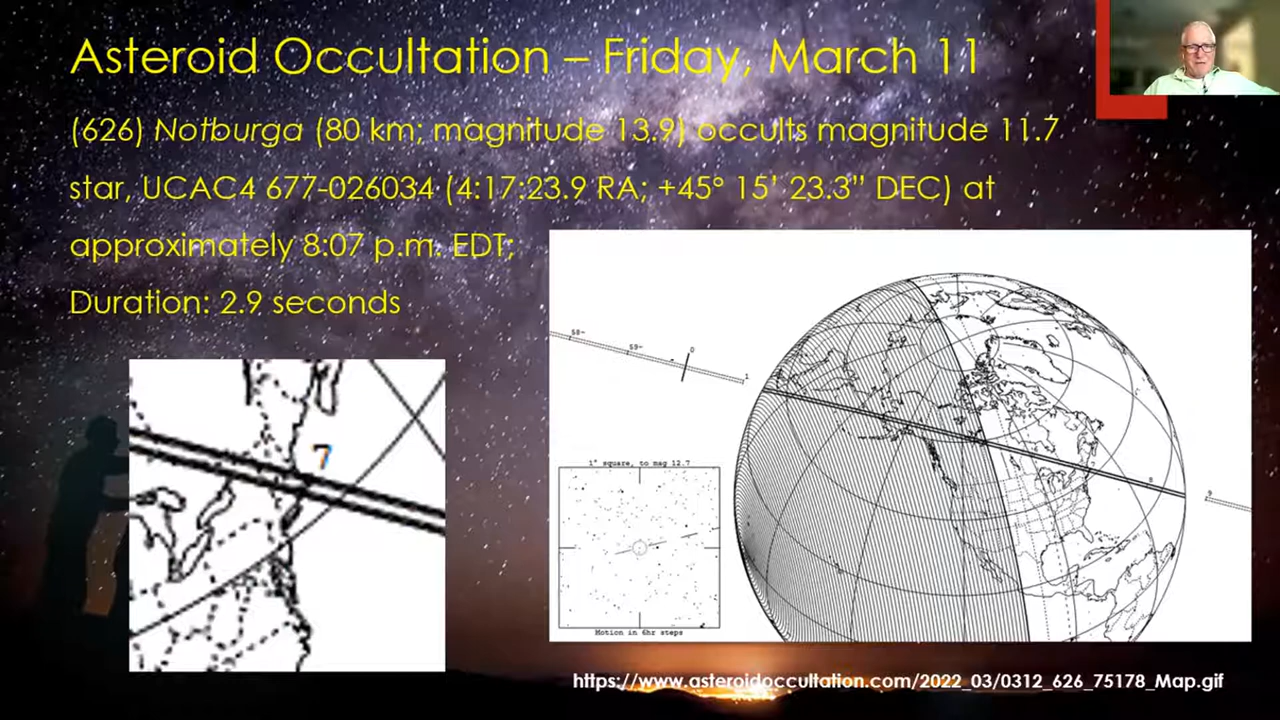 Asteroid Occultation – Friday, March 11
(626) Notburga (80 km; magnitude 13.9) occults magnitude 11.7
star, UCAC4 677-026034 (4:17:23.9 RA; +45° 15’ 23.3” DEC) at
approximately 8:07 p.m. EDT;
Duration: 2.9 seconds
7
58-
59-
0
1
8
9
1° square, to mag 12.7
Motion in 6hr steps
https://www.asteroidoccultation.com/2022_03/0312_626_75178_Map.gif